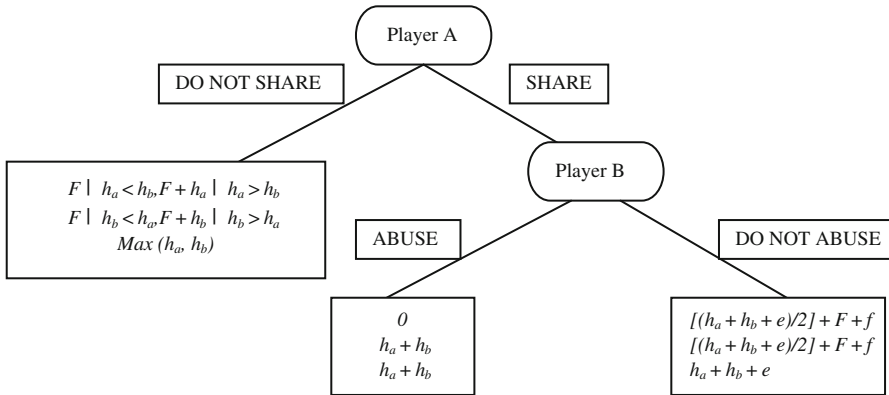 Player A
DO NOT SHARE
SHARE
F | h_a < h_b, F + h_a | h_a > h_b
F | h_b < h_a, F + h_b | h_b > h_a
Max (h_a, h_b)
Player B
ABUSE
DO NOT ABUSE
0
h_a + h_b
h_a + h_b
[(h_a + h_b + e)/2] + F + f
[(h_a + h_b + e)/2] + F + f
h_a + h_b + e